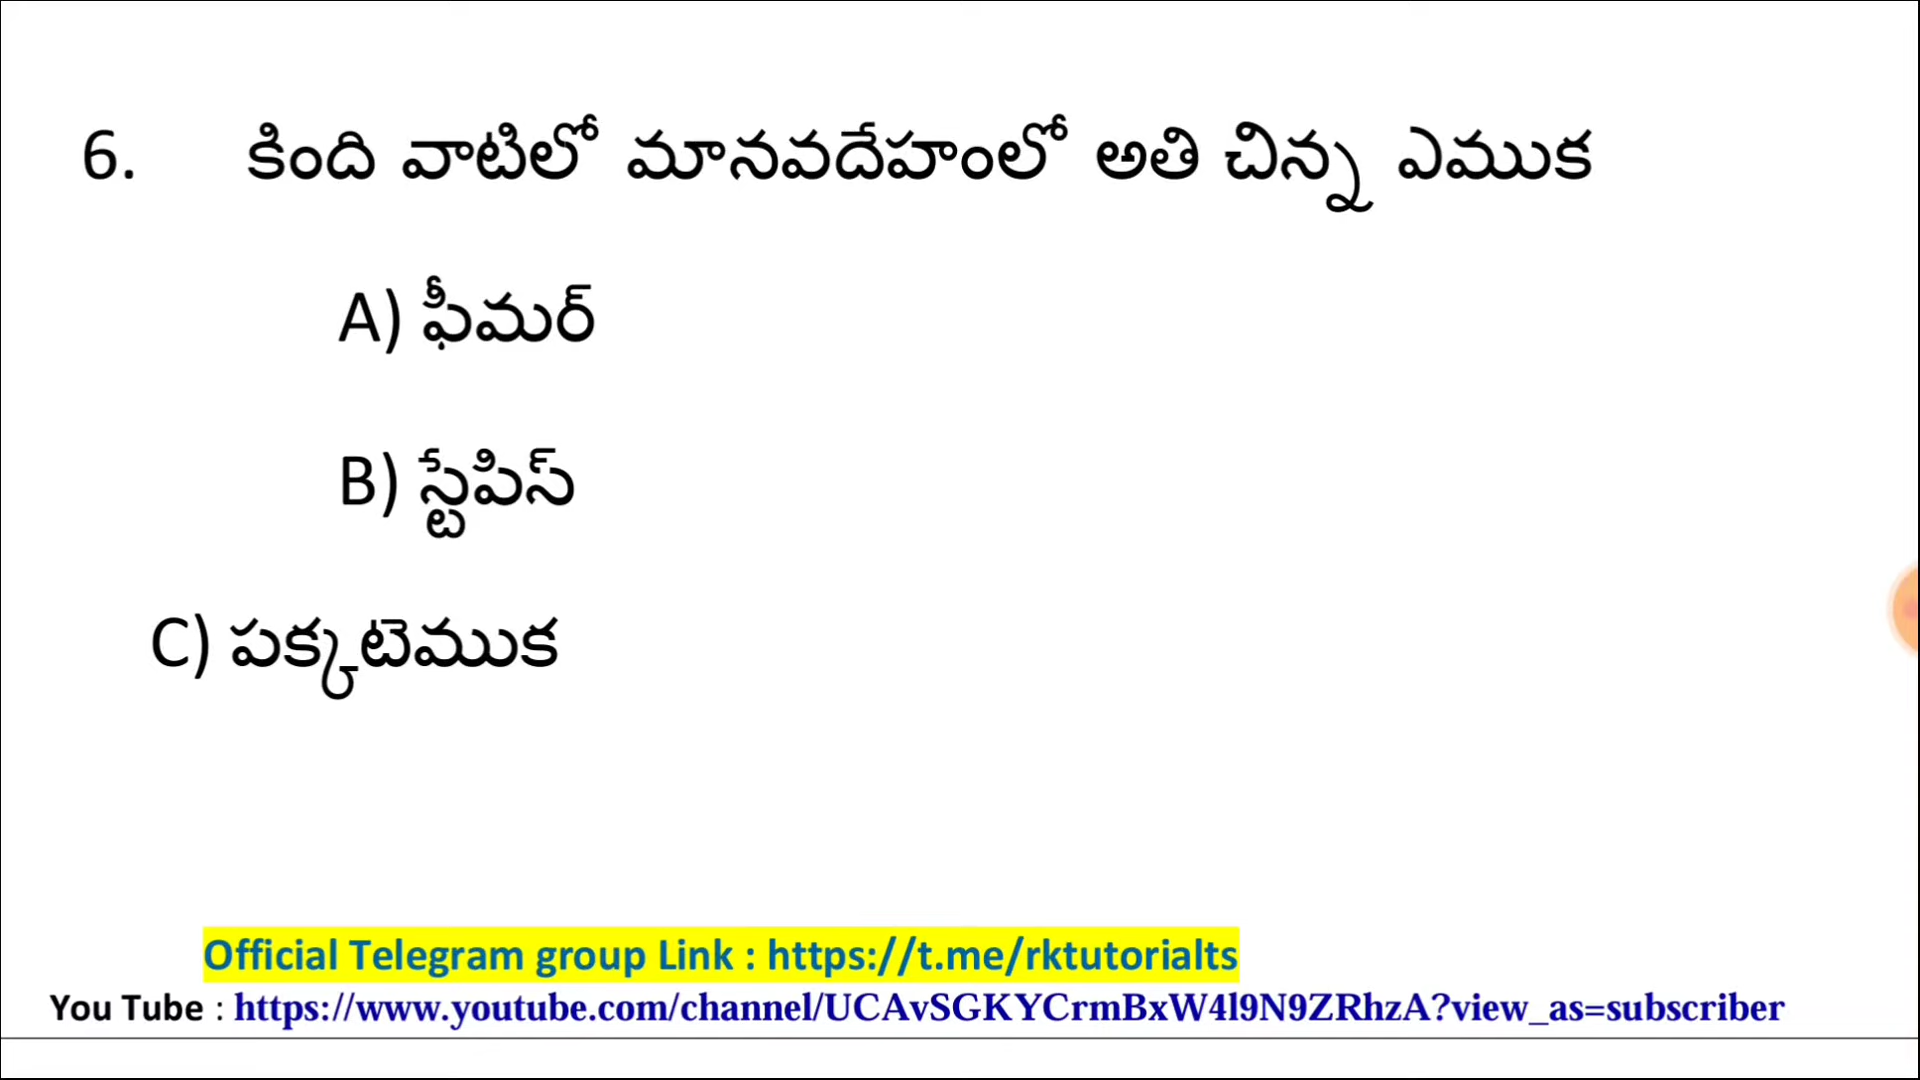 6. కింది వాటిలో మానవదేహంలో అతి చిన్న ఎముక
A) ఫీమర్
B) స్టేపిస్
C) పక్కటెముక
Official Telegram group Link : https://t.me/rktutorialts
You Tube : https://www.youtube.com/channel/UCAvSGKYCrmBxW4l9N9ZRhzA?view_as=subscriber